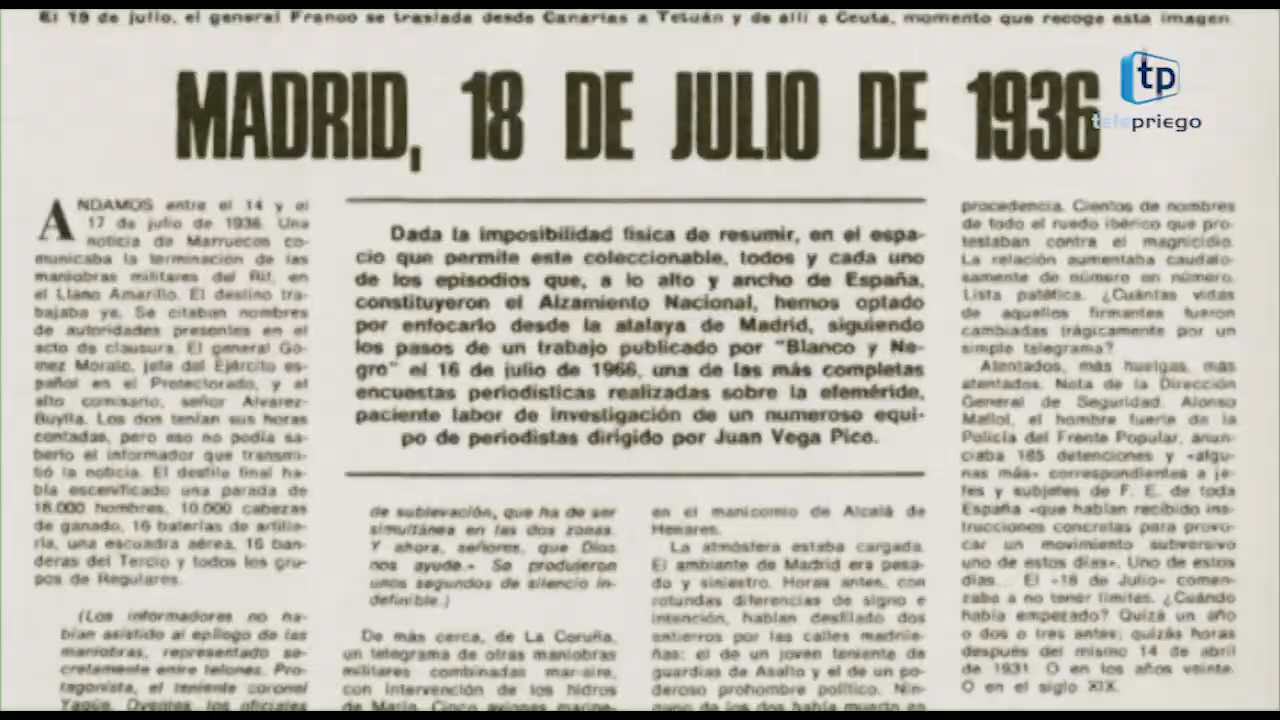 El 19 de julio, el general Franco se traslada desde Canarias a Tetuán y de allí a Ceuta, momento que recoge esta imagen.
MADRID, 18 DE JULIO DE 1936
tp
telepriego
ANDAMOS entre el 14 y el
17 de julio de 1936. Una
noticia de Marruecos co-
municaba la terminación de las
maniobras militares del Rif, en
el Llano Amarillo. El destino tra-
bajaba ya. Se citaban nombres
de autoridades presentes en el
acto de clausura. El general Gó-
mez Morato, jefe del Ejército es-
pañol en el Protectorado, y el
alto comisario, señor Alvarez-
Buylla. Los dos tenían sus horas
contadas, pero eso no podía sa-
berlo el informador que transmi-
tió la noticia. El desfile final ha-
bía escenificado una parada de
18.000 hombres, 10.000 cabezas
de ganado, 16 baterías de artille-
ría, una escuadra aérea, 16 ban-
deras del Tercio y todos los gru-
pos de Regulares.
(Los informadores no ha-
bían asistido al epílogo de las
maniobras, representado se-
cretamente entre telones. Pro-
tagonista, el teniente coronel
Yagüe. Oyentes, los oficiales
Dada la imposibilidad física de resumir, en el espa-
cio que permite este coleccionable, todos y cada uno
de los episodios que, a lo alto y ancho de España,
constituyeron el Alzamiento Nacional, hemos optado
por enfocarlo desde la atalaya de Madrid, siguiendo
los pasos de un trabajo publicado por "Blanco y Ne-
gro" el 16 de julio de 1966, una de las más completas
encuestas periodísticas realizadas sobre la efeméride,
paciente labor de investigación de un numeroso equi-
po de periodistas dirigido por Juan Vega Pico.
de sublevación, que ha de ser
simultánea en las dos zonas.
Y ahora, señores, que Dios
nos ayude.» Se produjeron
unos segundos de silencio in-
definible.)
De más cerca, de La Coruña,
un telegrama de otras maniobras
militares combinadas mar-aire,
con intervención de los hidros
de Marín. Cinco aviones marine-
en el manicomio de Alcalá de
Henares.
La atmósfera estaba cargada.
El ambiente de Madrid era pesa-
do y siniestro. Horas antes, con
rotundas diferencias de signo e
intención, habían desfilado dos
entierros por las calles madrile-
ñas: el de un joven teniente de
guardias de Asalto y el de un po-
deroso prohombre político. Nin-
guno de los dos había muerto en
procedencia. Cientos de nombres
de todo el ruedo ibérico que pro-
testaban contra el magnicidio.
La relación aumentaba caudalo-
samente de número en número.
Lista patética. ¿Cuántas vidas
de aquellos firmantes fueron
cambiadas trágicamente por un
simple telegrama?
Atentados, más huelgas, más
atentados. Nota de la Dirección
General de Seguridad. Alonso
Mallol, el hombre fuerte de la
Policía del Frente Popular, anun-
ciaba 185 detenciones y «algu-
nas más» correspondientes a je-
fes y subjefes de F. E. de toda
España «que habían recibido ins-
trucciones concretas para provo-
car un movimiento subversivo
uno de estos días». Uno de estos
días... El «18 de Julio» comen-
zaba a no tener límites. ¿Cuándo
había empezado? Quizá un año
o dos o tres antes; quizás horas
después del mismo 14 de abril
de 1931. O en los años veinte.
O en el siglo XIX.